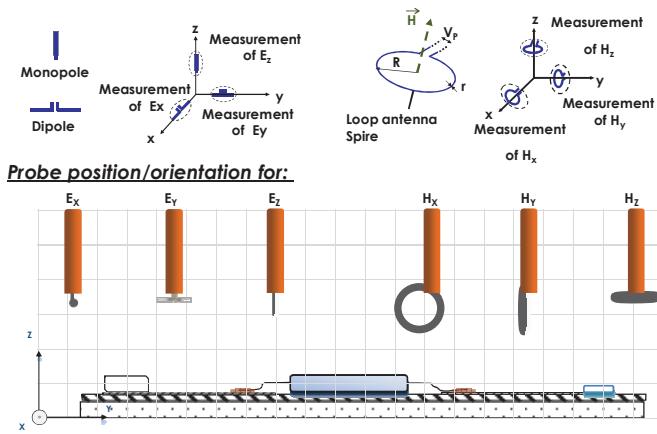 Monopole
Dipole
z
Measurement
of Ez
Measurement
of Ex
y
Measurement
of Ey
x
H
VP
R
r
Loop antenna
Spire
z
Measurement
of Hz
y
x
Measurement
of Hy
Measurement
of Hx
Probe position/orientation for:
EX
EY
EZ
HX
HY
HZ
Z
Y
X